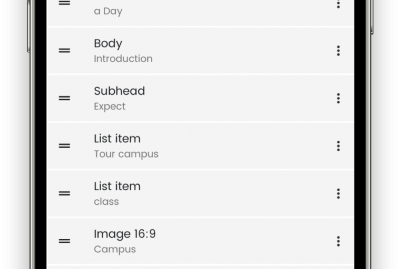 a Day
Body
Introduction
Subhead
Expect
List item
Tour campus
List item
class
Image 16:9
Campus